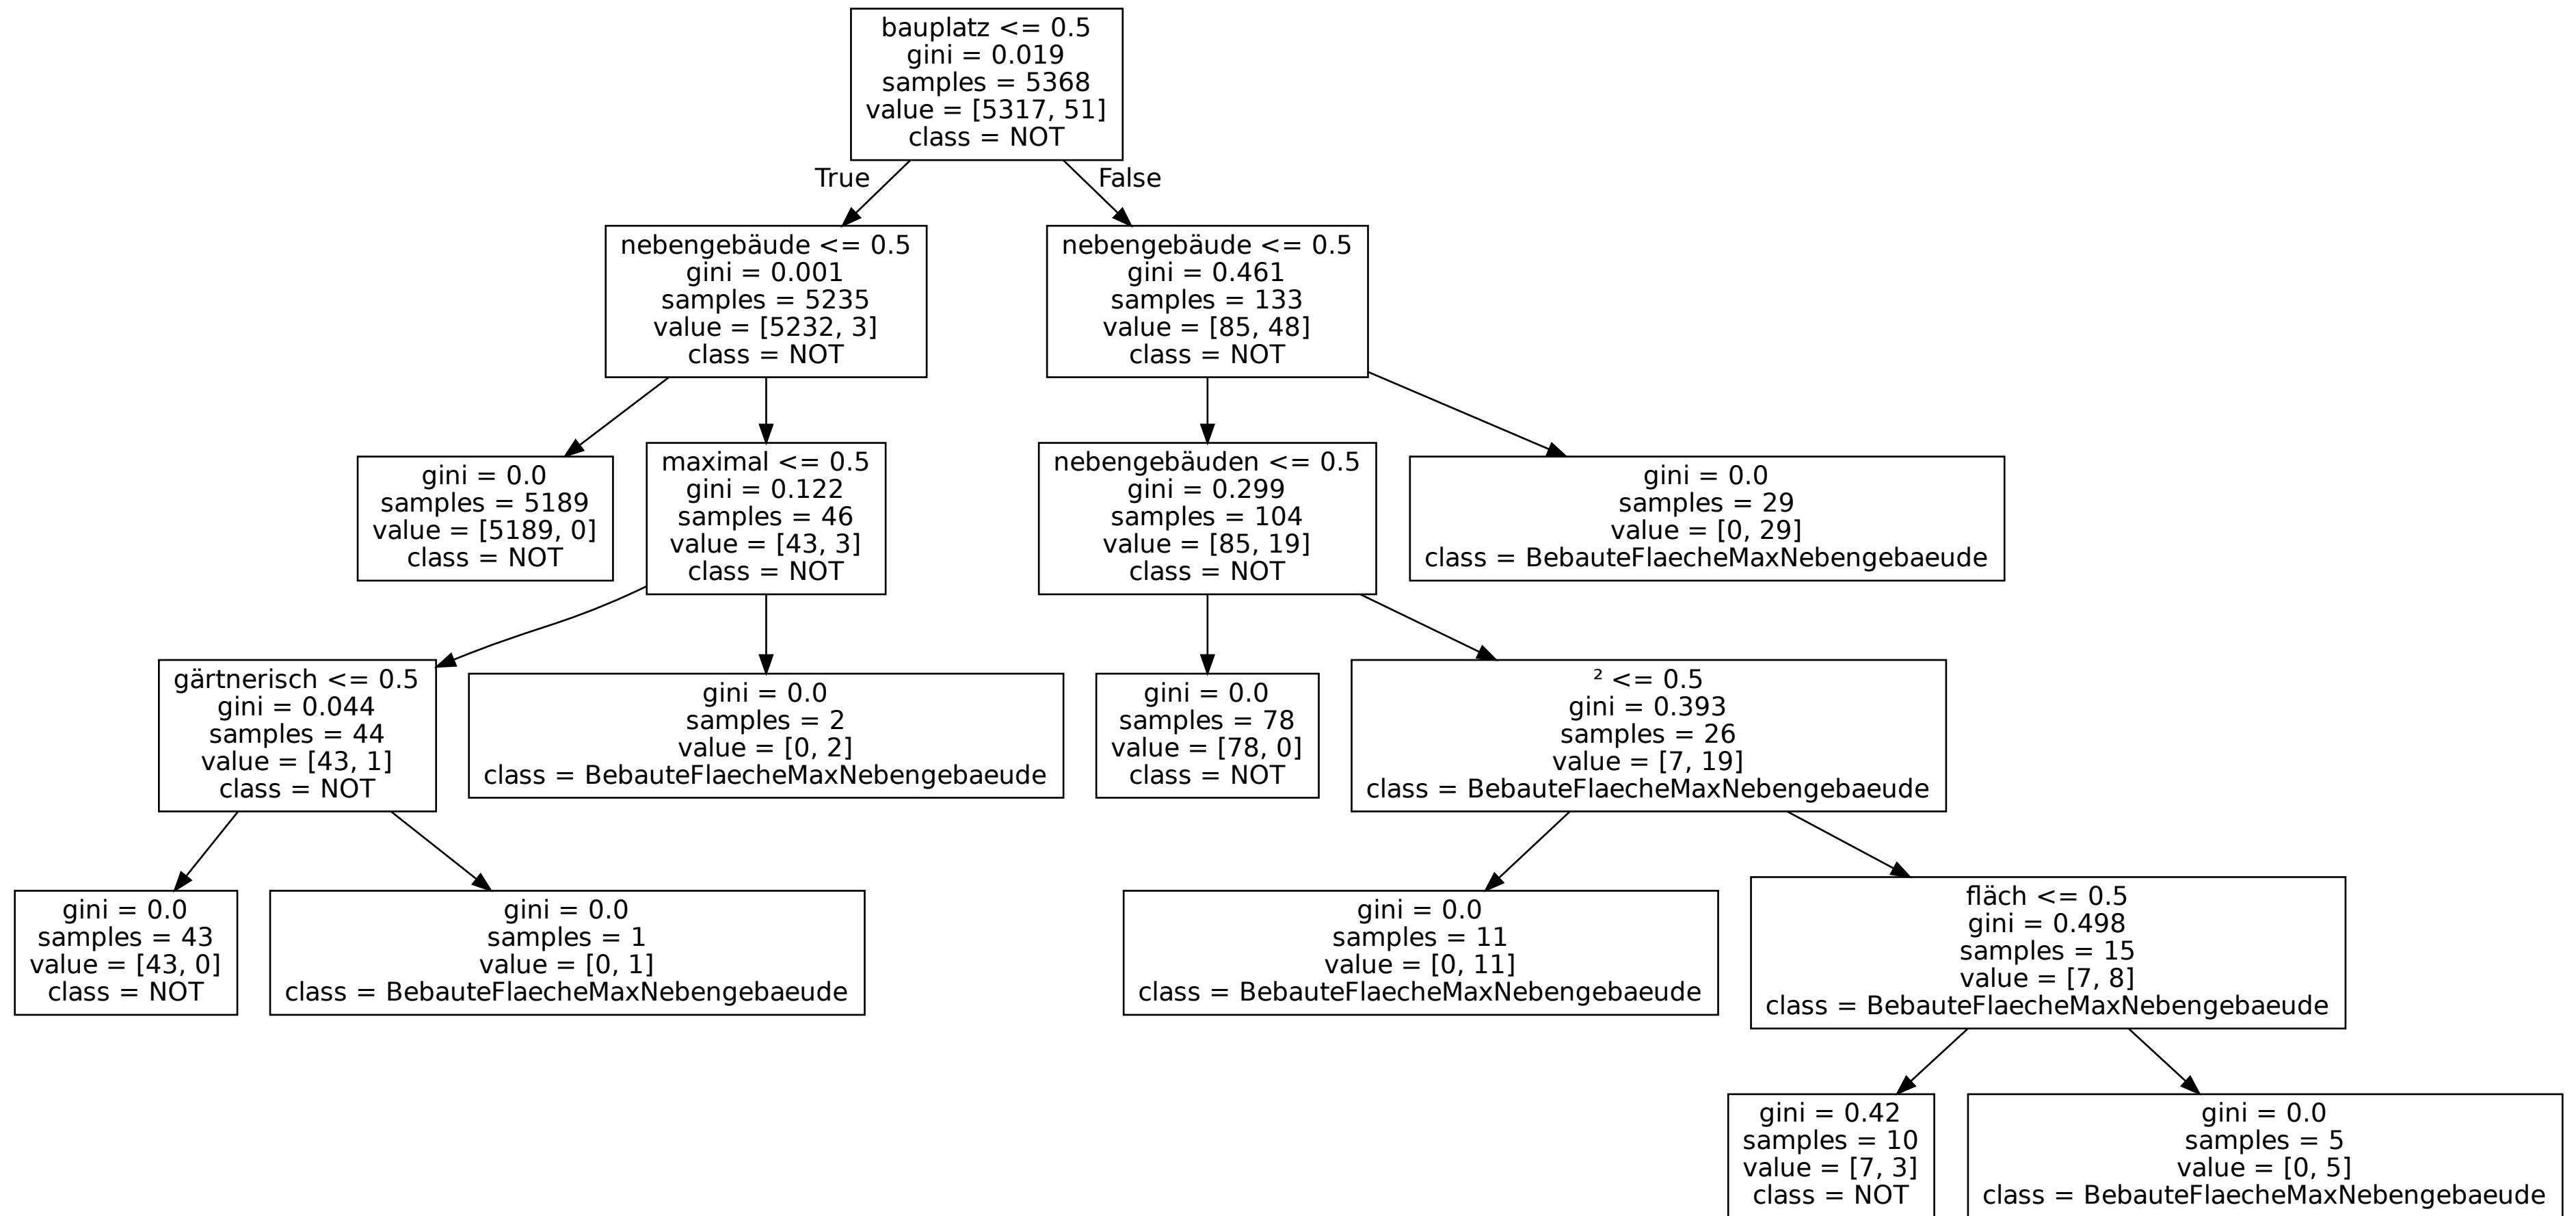 bauplatz <= 0.5
gini = 0.019
samples = 5368
value = [5317, 51]
class = NOT
True
False
nebengebäude <= 0.5
gini = 0.001
samples = 5235
value = [5232, 3]
class = NOT
nebengebäude <= 0.5
gini = 0.461
samples = 133
value = [85, 48]
class = NOT
gini = 0.0
samples = 5189
value = [5189, 0]
class = NOT
maximal <= 0.5
gini = 0.122
samples = 46
value = [43, 3]
class = NOT
nebengebäuden <= 0.5
gini = 0.299
samples = 104
value = [85, 19]
class = NOT
gini = 0.0
samples = 29
value = [0, 29]
class = BebauteFlaecheMaxNebengebaeude
gärtnerisch <= 0.5
gini = 0.044
samples = 44
value = [43, 1]
class = NOT
gini = 0.0
samples = 2
value = [0, 2]
class = BebauteFlaecheMaxNebengebaeude
gini = 0.0
samples = 78
value = [78, 0]
class = NOT
² <= 0.5
gini = 0.393
samples = 26
value = [7, 19]
class = BebauteFlaecheMaxNebengebaeude
gini = 0.0
samples = 43
value = [43, 0]
class = NOT
gini = 0.0
samples = 1
value = [0, 1]
class = BebauteFlaecheMaxNebengebaeude
gini = 0.0
samples = 11
value = [0, 11]
class = BebauteFlaecheMaxNebengebaeude
fläch <= 0.5
gini = 0.498
samples = 15
value = [7, 8]
class = BebauteFlaecheMaxNebengebaeude
gini = 0.42
samples = 10
value = [7, 3]
class = NOT
gini = 0.0
samples = 5
value = [0, 5]
class = BebauteFlaecheMaxNebengebaeude